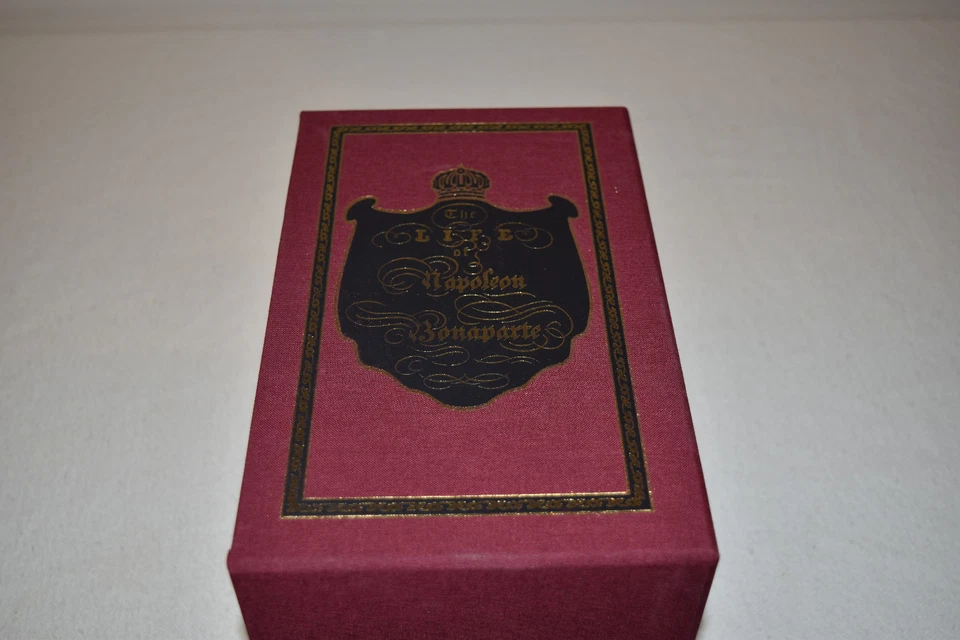 The
LIFE
of
Napoleon
Bonaparte